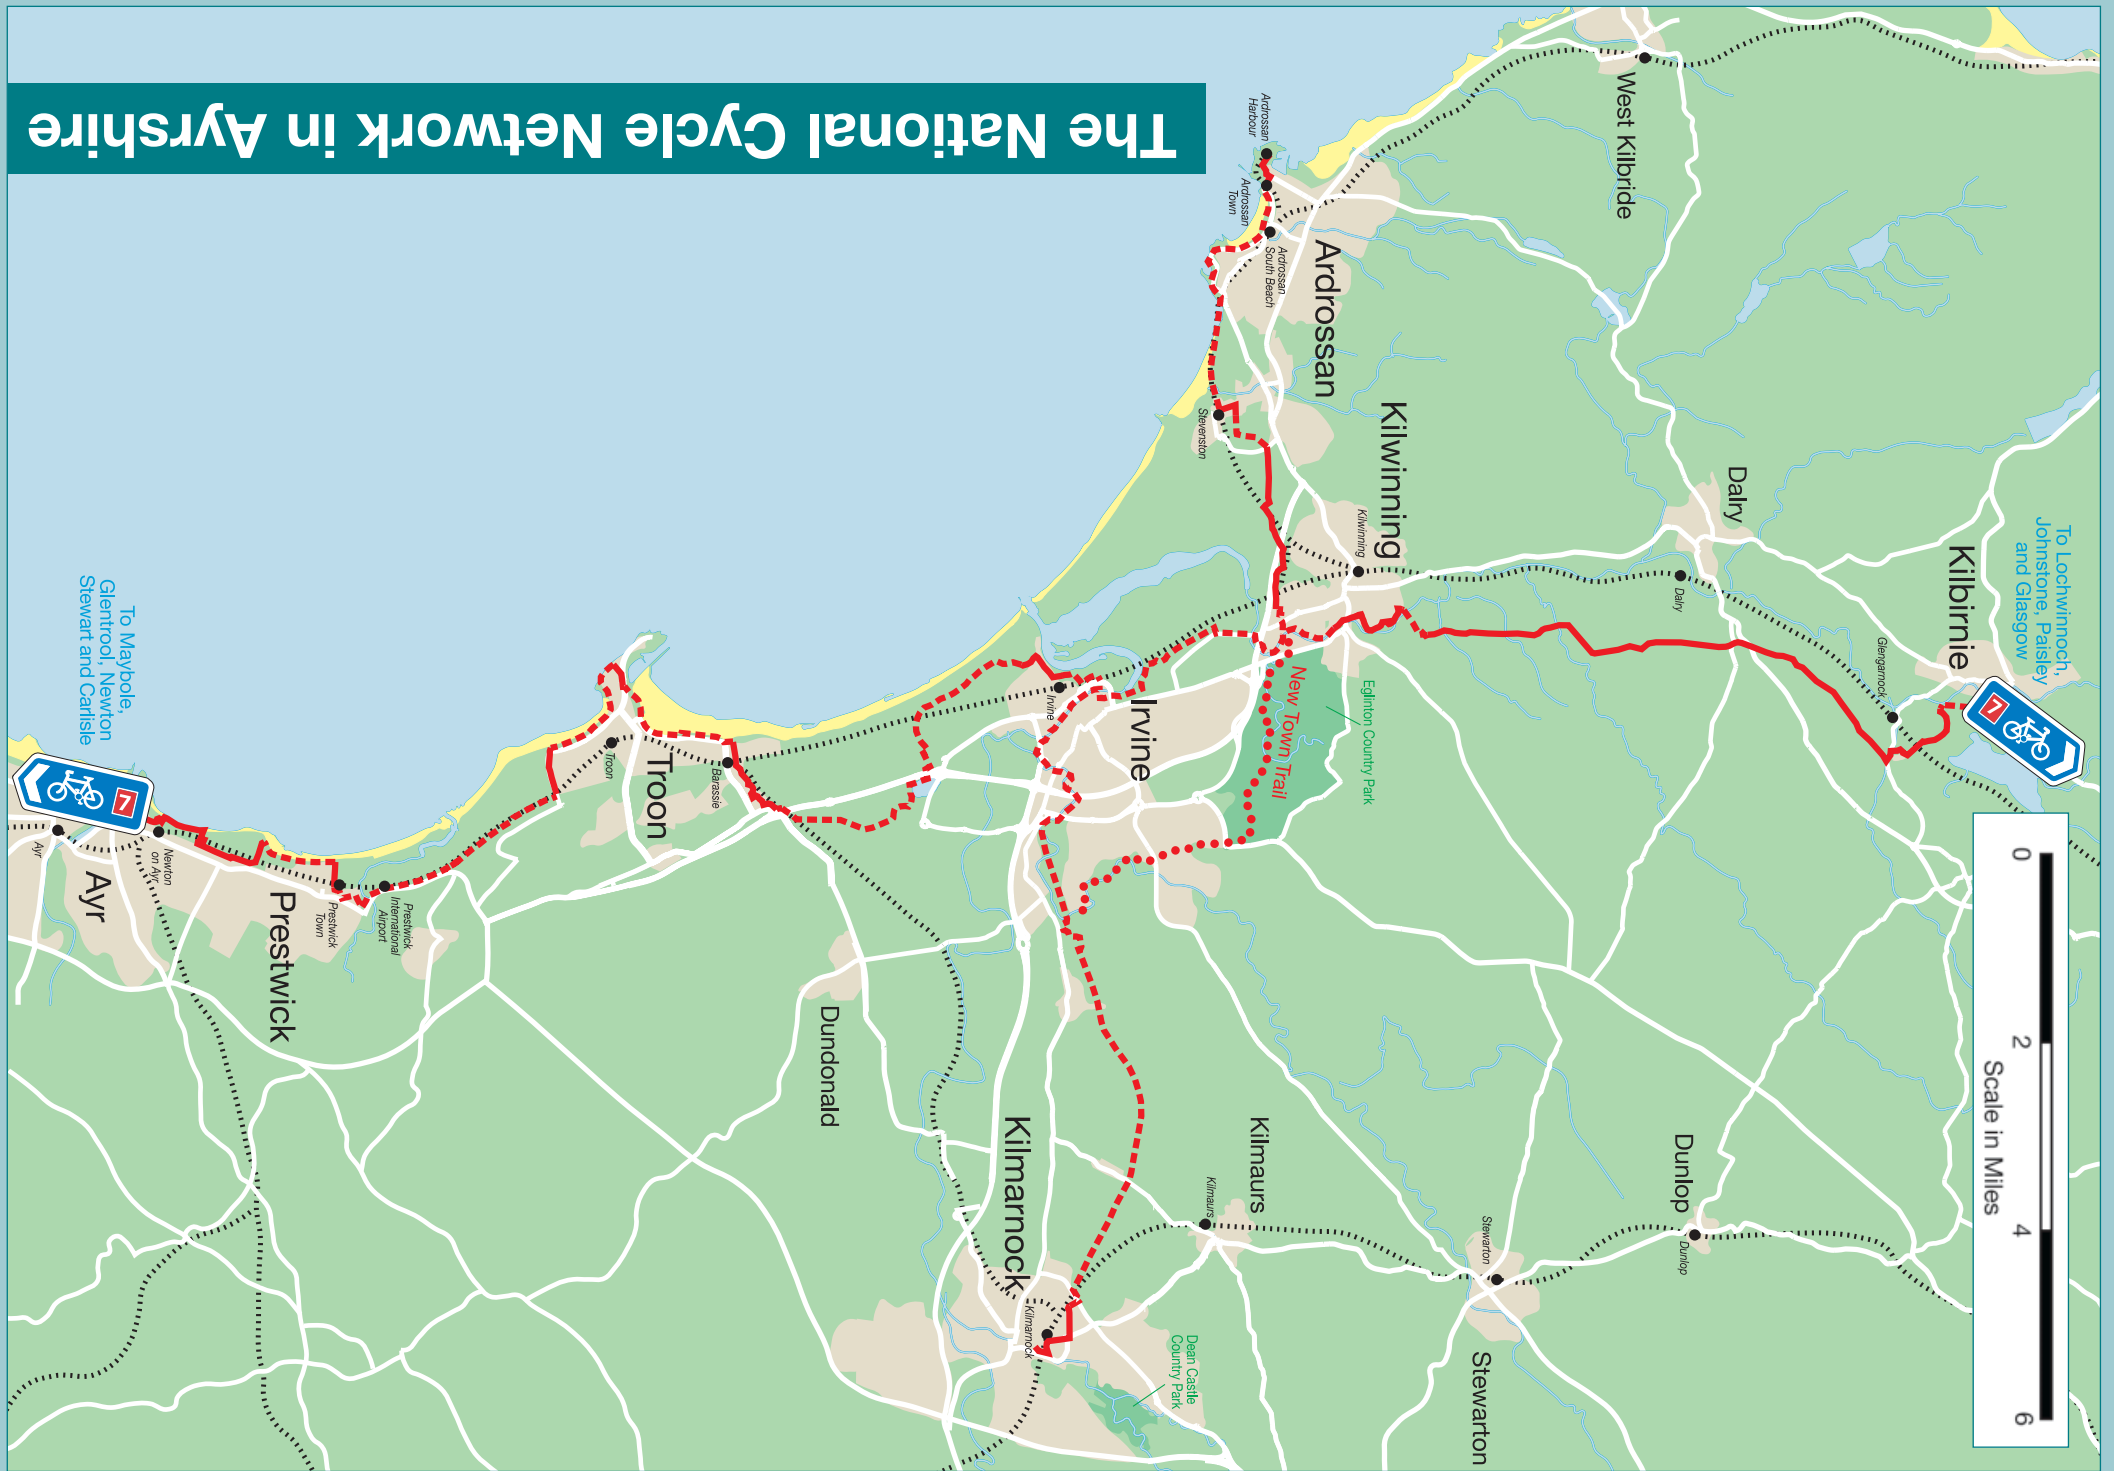 The National Cycle Network in Ayrshire
To Lochwinnoch,
Johnstone, Paisley
and Glasgow
7
Kilbirnie
Glengarnock
Dalry
Dalry
West Kilbride
Ardrossan
Harbour
Ardrossan
Town
Ardrossan
South Beach
Ardrossan
Stevenston
Kilwinning
Kilwinning
Eglinton Country Park
New Town Trail
Irvine
Irvine
Barassie
Troon
Troon
Dundonald
Prestwick
International
Airport
Prestwick
Town
Prestwick
Newton
on Ayr
Ayr
Ayr
7
To Maybole,
Glentrool, Newton
Stewart and Carlisle
Kilmarnock
Kilmarnock
Dean Castle
Country Park
Kilmaurs
Kilmaurs
Stewarton
Stewarton
Dunlop
Dunlop
0 2 4 6
Scale in Miles